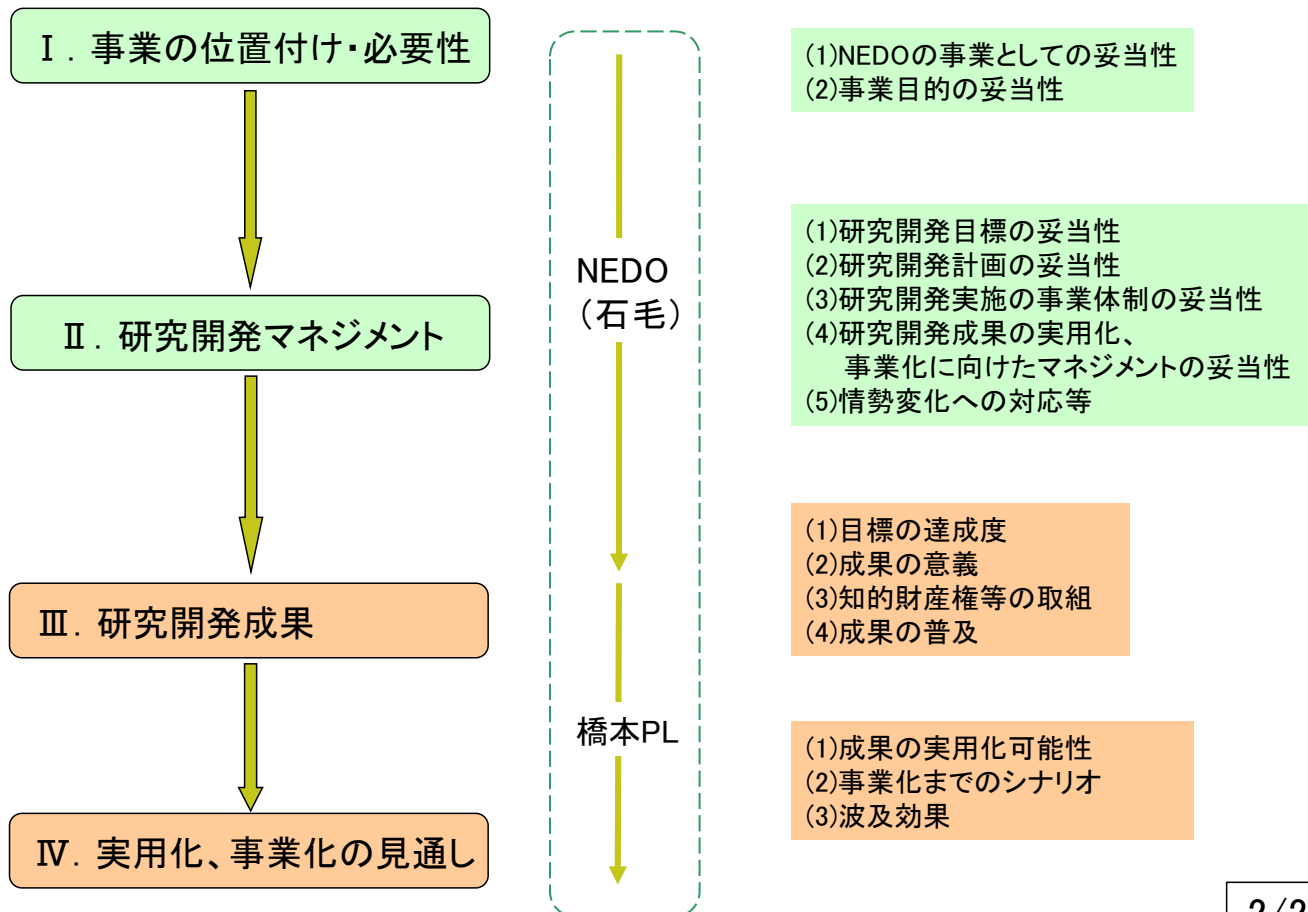 Ⅰ．事業の位置付け・必要性
(1)NEDOの事業としての妥当性
(2)事業目的の妥当性
Ⅱ．研究開発マネジメント
NEDO
（石毛）
(1)研究開発目標の妥当性
(2)研究開発計画の妥当性
(3)研究開発実施の事業体制の妥当性
(4)研究開発成果の実用化、
事業化に向けたマネジメントの妥当性
(5)情勢変化への対応等
Ⅲ．研究開発成果
(1)目標の達成度
(2)成果の意義
(3)知的財産権等の取組
(4)成果の普及
橋本PL
Ⅳ．実用化、事業化の見通し
(1)成果の実用化可能性
(2)事業化までのシナリオ
(3)波及効果